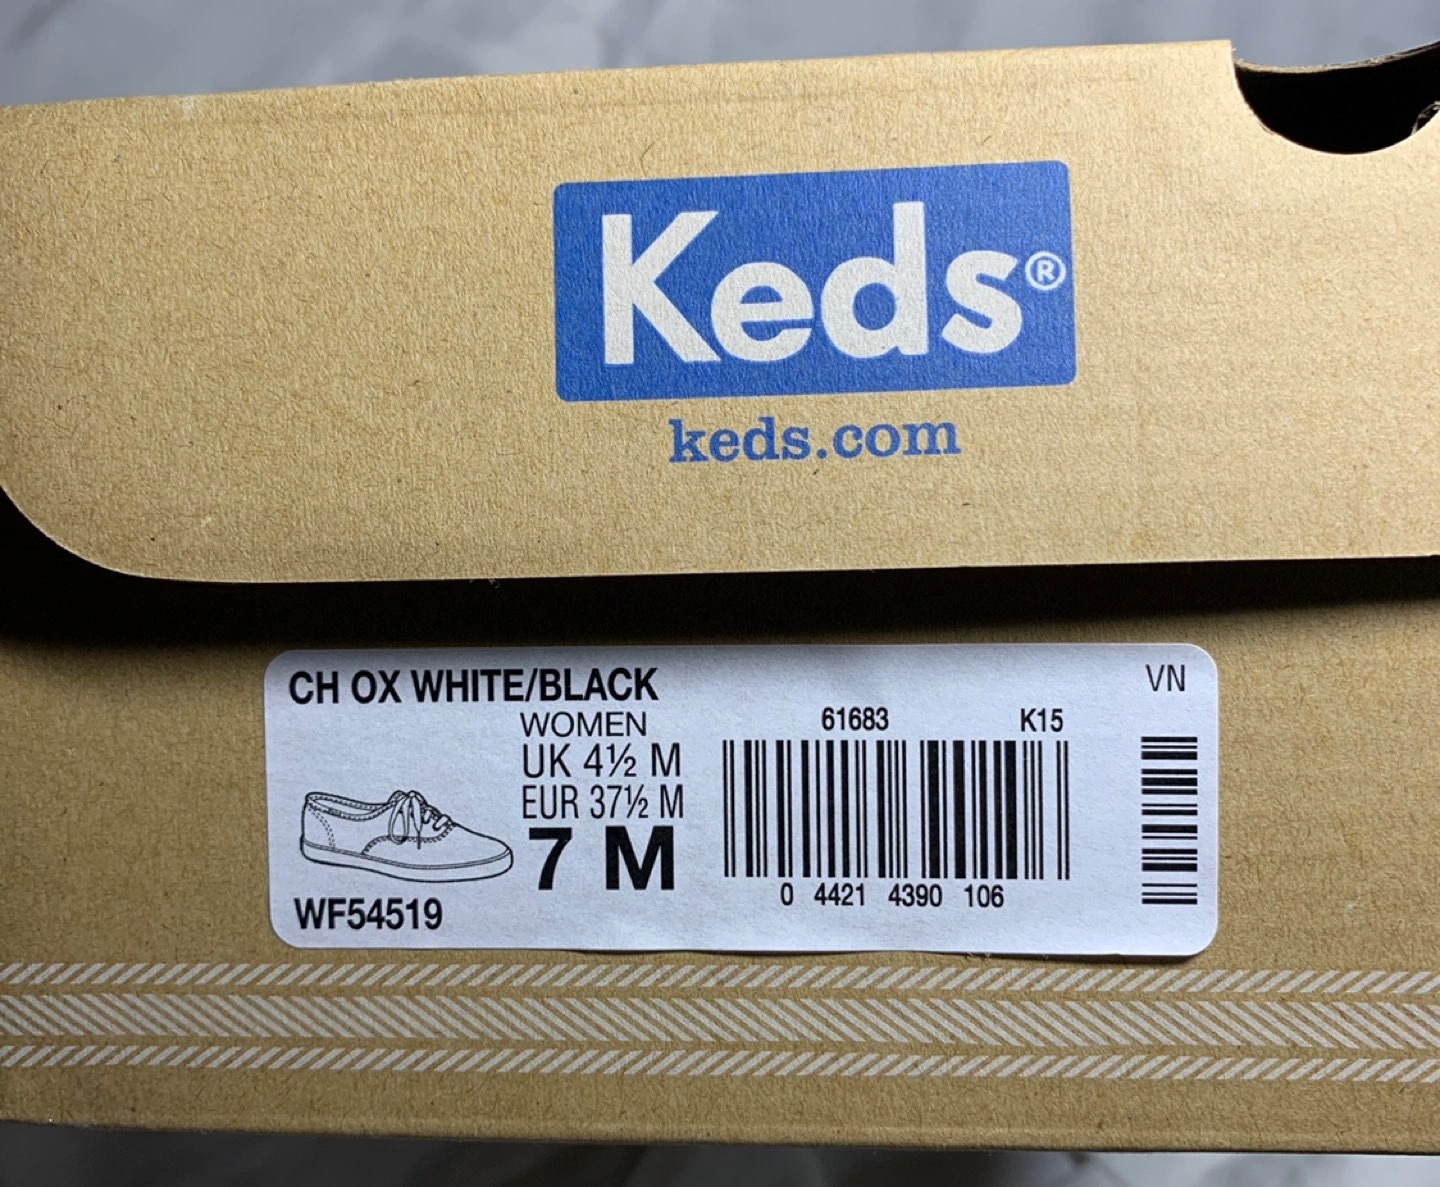 Keds®
keds.com
CH OX WHITE/BLACK
VN
WOMEN
61683 K15
UK 4½ M
EUR 37½ M
7 M
0 4421 4390 106
WF54519